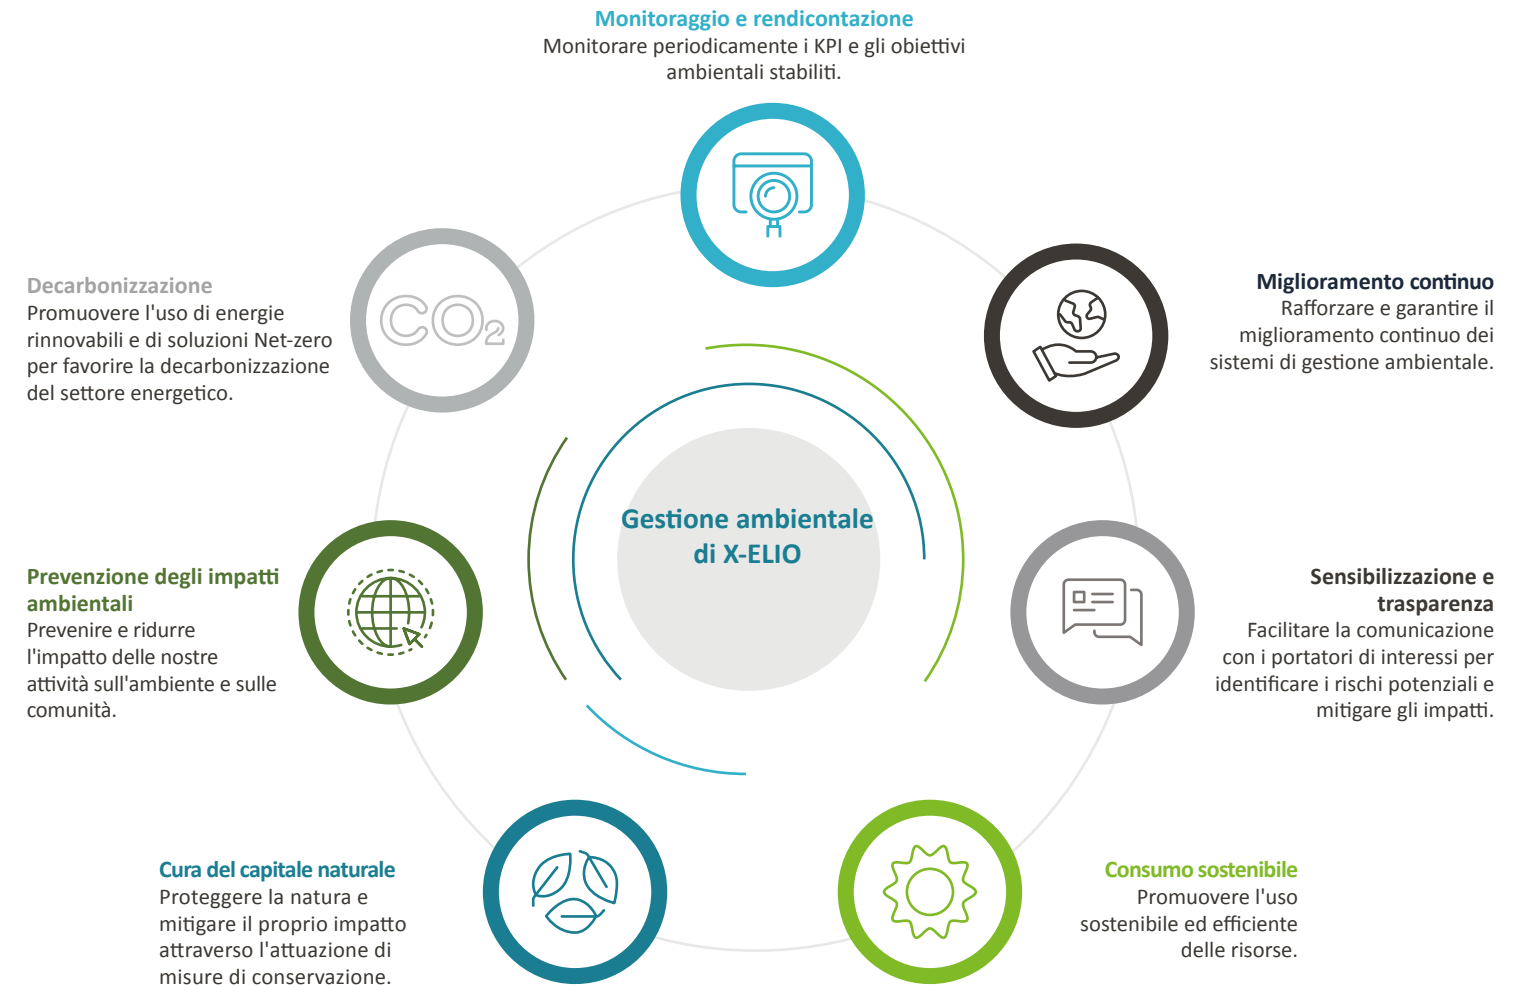 Monitoraggio e rendicontazione
Monitorare periodicamente i KPI e gli obiettivi
ambientali stabiliti.
Decarbonizzazione
Promuovere l'uso di energie
rinnovabili e di soluzioni Net-zero
per favorire la decarbonizzazione
del settore energetico.
CO2
Miglioramento continuo
Rafforzare e garantire il
miglioramento continuo dei
sistemi di gestione ambientale.
Gestione ambientale
di X-ELIO
Prevenzione degli impatti
ambientali
Prevenire e ridurre
l'impatto delle nostre
attività sull'ambiente e sulle
comunità.
Sensibilizzazione e
trasparenza
Facilitare la comunicazione
con i portatori di interessi per
identificare i rischi potenziali e
mitigare gli impatti.
Cura del capitale naturale
Proteggere la natura e
mitigare il proprio impatto
attraverso l'attuazione di
misure di conservazione.
Consumo sostenibile
Promuovere l'uso
sostenibile ed efficiente
delle risorse.